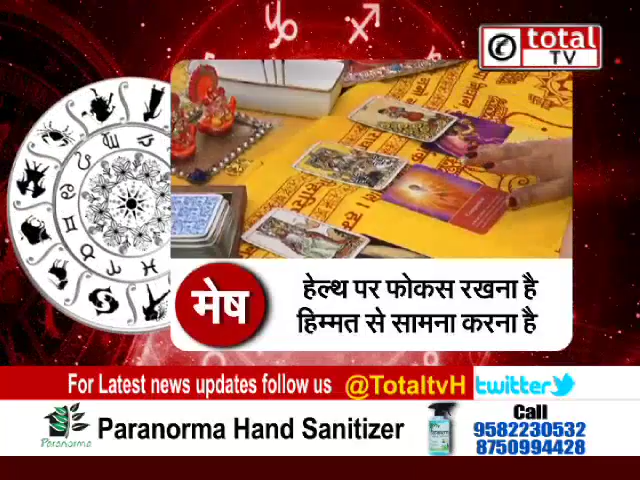 total
TV
मेष
हेल्थ पर फोकस रखना है
हिम्मत से सामना करना है
For Latest news updates follow us @TotaltvH twitter
Paranorma
Paranorma Hand Sanitizer
Call
9582230532
8750994428